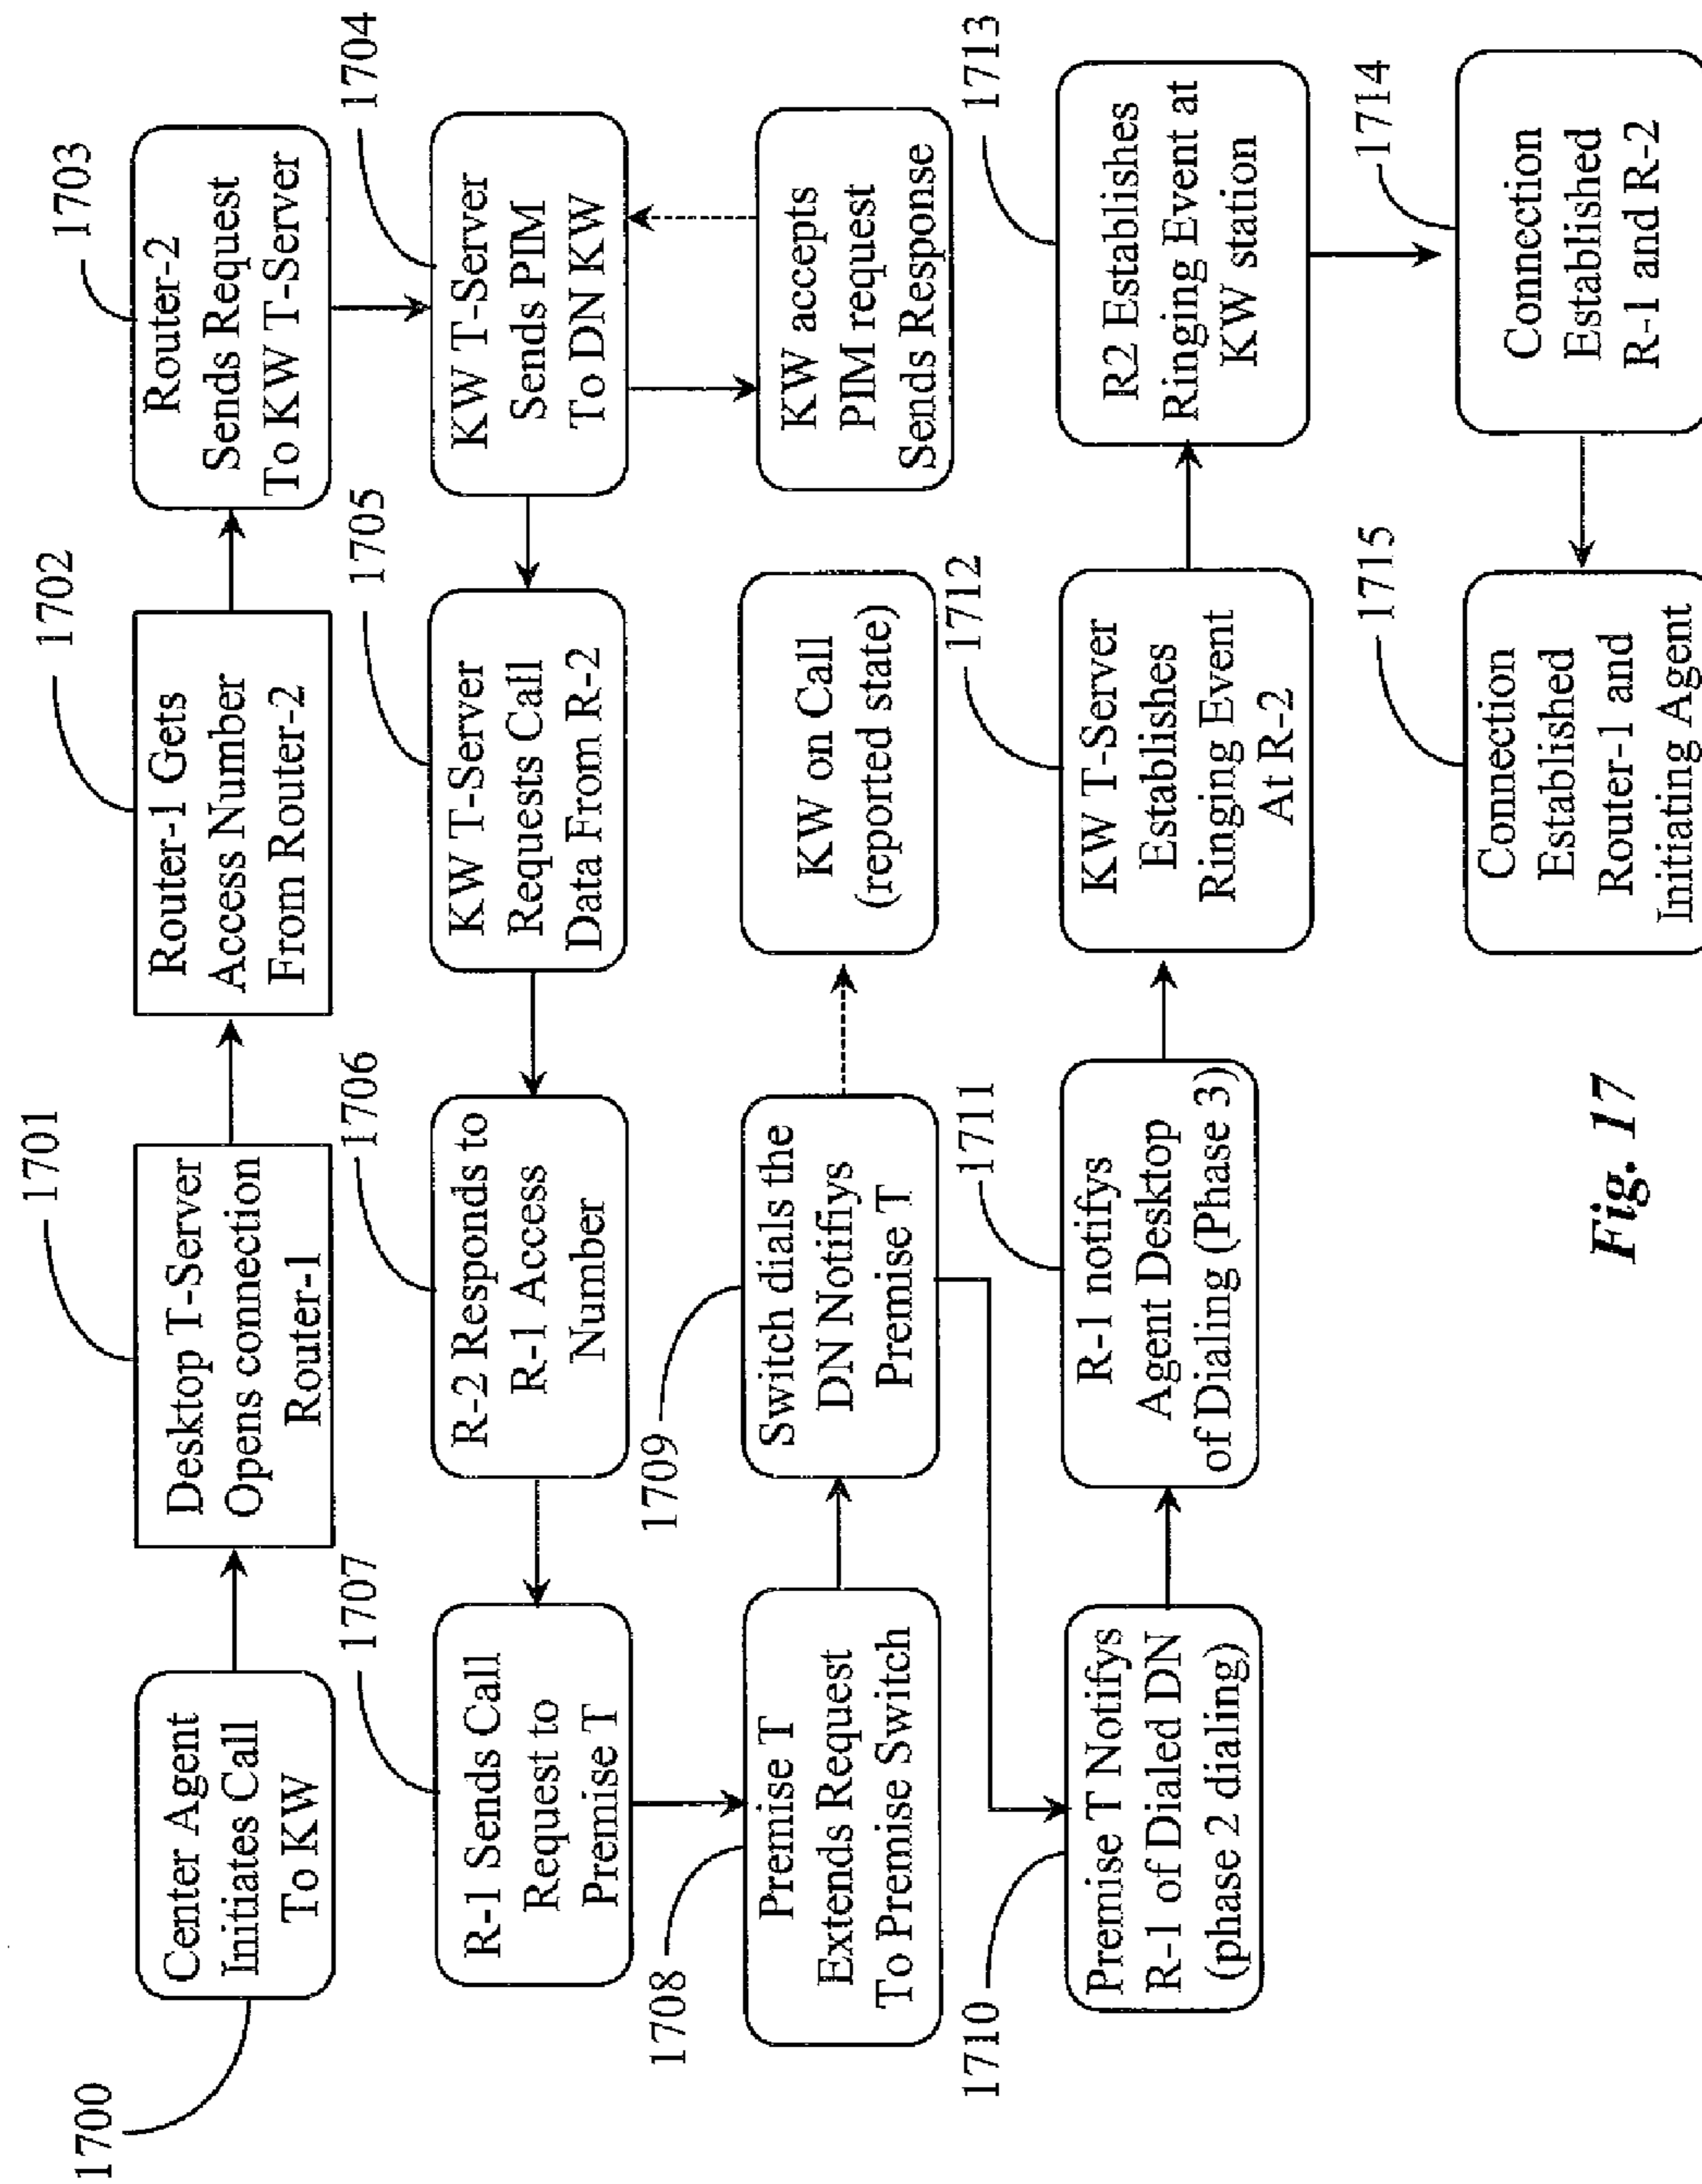 1700
Center Agent
Initiates Call
To KW
1701
Desktop T-Server
Opens connection
Router-1
1702
Router-1 Gets
Access Number
From Router-2
1703
Router-2
Sends Request
To KW T-Server
1704
KW T-Server
Sends PIM
To DN KW
KW accepts
PIM request
Sends Response
1705
KW T-Server
Requests Call
Data From R-2
1706
R-2 Responds to
R-1 Access
Number
1707
R-1 Sends Call
Request to
Premise T
1708
Premise T
Extends Request
To Premise Switch
1709
Switch dials the
DN Notifiys
Premise T
KW on Call
(reported state)
1710
Premise T Notifys
R-1 of Dialed DN
(phase 2 dialing)
1711
R-1 notifys
Agent Desktop
of Dialing (Phase 3)
1712
KW T-Server
Establishes
Ringing Event
At R-2
1713
R2 Establishes
Ringing Event at
KW station
1714
Connection
Established
R-1 and R-2
1715
Connection
Established
Router-1 and
Initiating Agent
Fig. 17